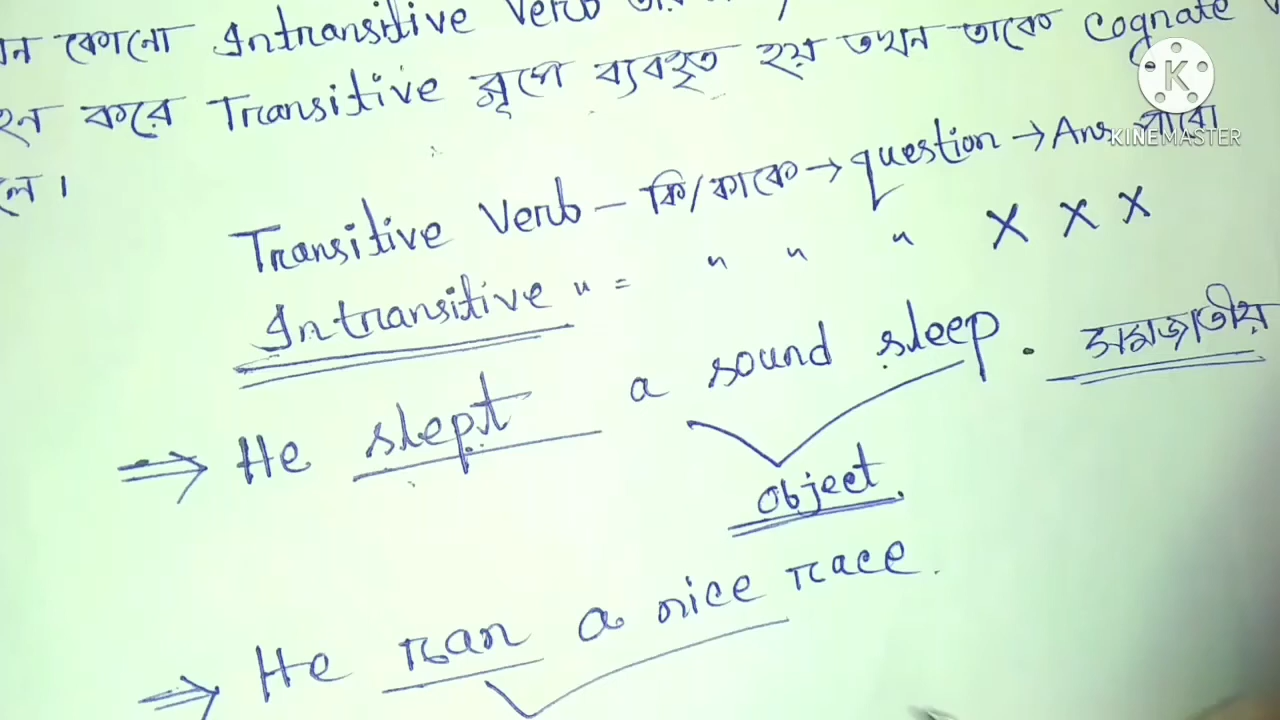 কোনো Intransitive Verb
করে Transitive রূপে ব্যবহৃত হয় তখন তাকে Cognate
লে।
Transitive Verb – কি/কাকে → question → Ans পাবো
Intransitive " = " " " X X X
⇒ He slept a sound sleep. সমজাতীয়
object.
⇒ He ran a nice race.
K
KINEMASTER